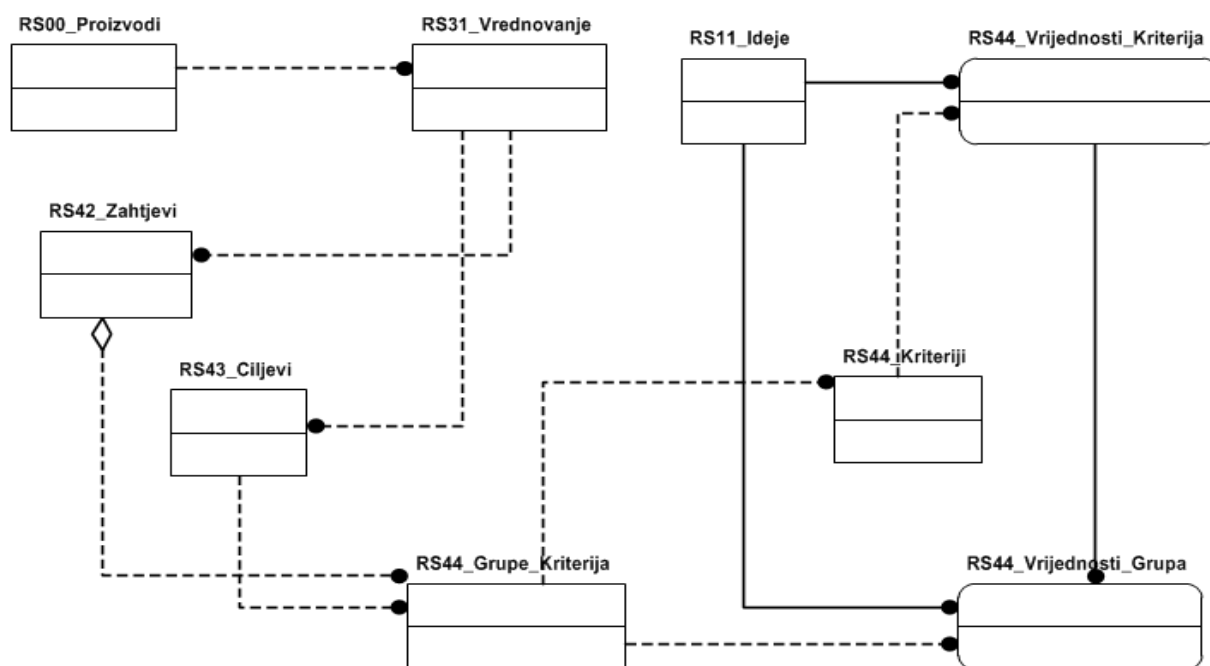 RS00_Proizvodi
RS31_Vrednovanje
RS11_Ideje
RS44_Vrijednosti_Kriterija
RS42_Zahtjevi
RS43_Ciljevi
RS44_Kriteriji
RS44_Grupe_Kriterija
RS44_Vrijednosti_Grupa